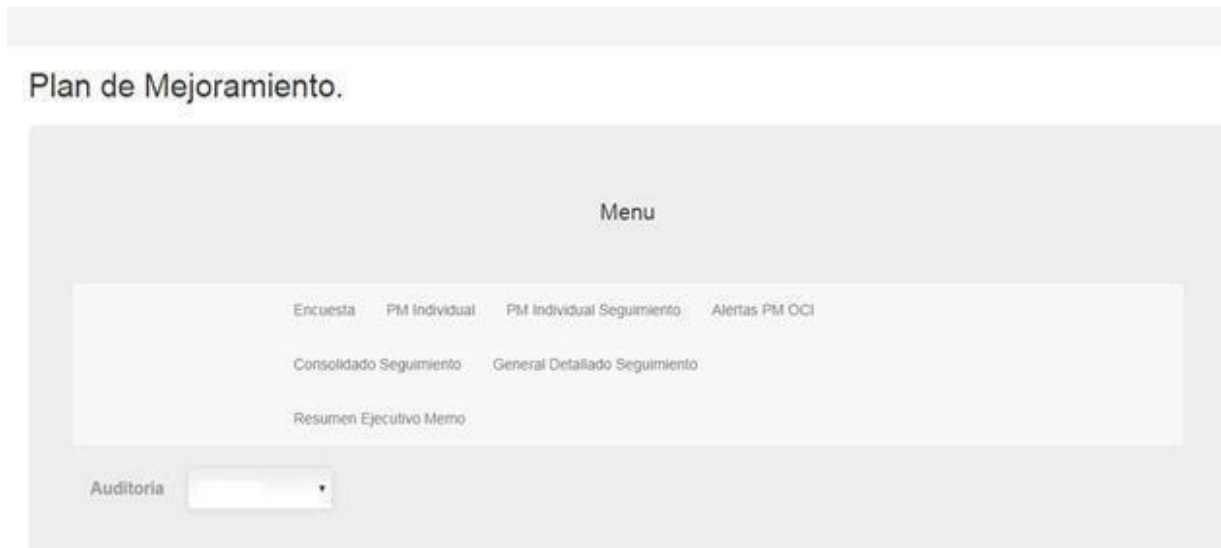 Plan de Mejoramiento.
Menu
Encuesta PM Individual PM Individual Seguimiento Alertas PM OCI
Consolidado Seguimiento General Detallado Seguimiento
Resumen Ejecutivo Memo
Auditoria